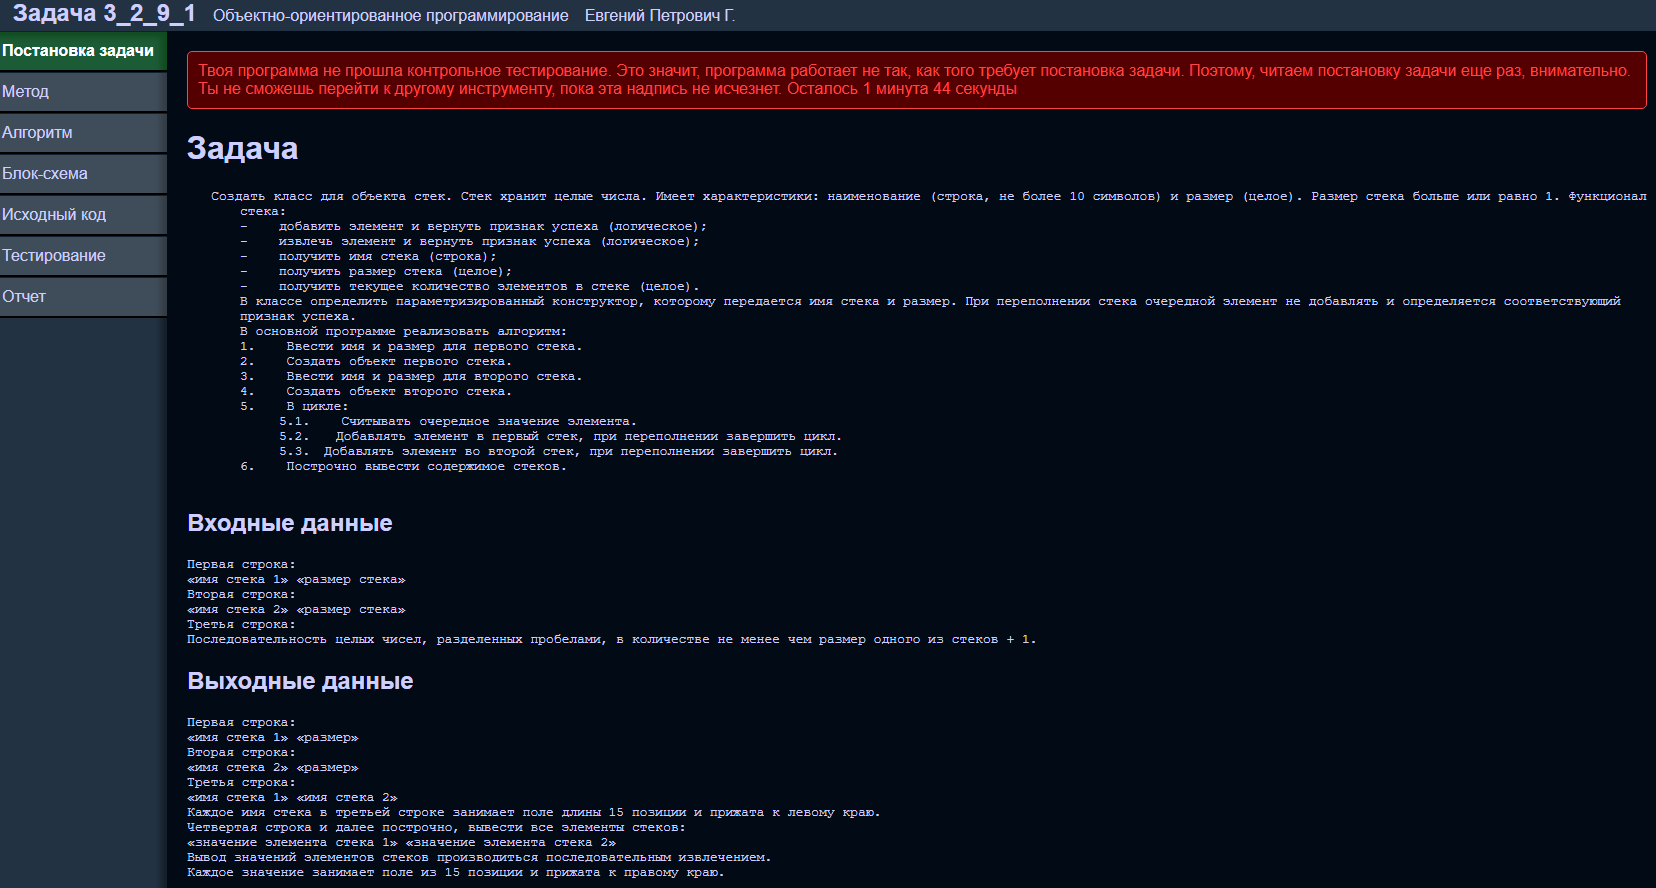 Задача 3_2_9_1 Объектно-ориентированное программирование Евгений Петрович Г.
Постановка задачи
Метод
Алгоритм
Блок-схема
Исходный код
Тестирование
Отчет
Твоя программа не прошла контрольное тестирование. Это значит, программа работает не так, как того требует постановка задачи. Поэтому, читаем постановку задачи еще раз, внимательно.
Ты не сможешь перейти к другому инструменту, пока эта надпись не исчезнет. Осталось 1 минута 44 секунды
Задача
Создать класс для объекта стек. Стек хранит целые числа. Имеет характеристики: наименование (строка, не более 10 символов) и размер (целое). Размер стека больше или равно 1. Функционал
стека:
- добавить элемент и вернуть признак успеха (логическое);
- извлечь элемент и вернуть признак успеха (логическое);
- получить имя стека (строка);
- получить размер стека (целое);
- получить текущее количество элементов в стеке (целое).
В классе определить параметризированный конструктор, которому передается имя стека и размер. При переполнении стека очередной элемент не добавлять и определяется соответствующий
признак успеха.
В основной программе реализовать алгоритм:
1. Ввести имя и размер для первого стека.
2. Создать объект первого стека.
3. Ввести имя и размер для второго стека.
4. Создать объект второго стека.
5. В цикле:
5.1. Считывать очередное значение элемента.
5.2. Добавлять элемент в первый стек, при переполнении завершить цикл.
5.3. Добавлять элемент во второй стек, при переполнении завершить цикл.
6. Построчно вывести содержимое стеков.
Входные данные
Первая строка:
«имя стека 1» «размер стека»
Вторая строка:
«имя стека 2» «размер стека»
Третья строка:
Последовательность целых чисел, разделенных пробелами, в количестве не менее чем размер одного из стеков + 1.
Выходные данные
Первая строка:
«имя стека 1» «размер»
Вторая строка:
«имя стека 2» «размер»
Третья строка:
«имя стека 1» «имя стека 2»
Каждое имя стека в третьей строке занимает поле длины 15 позиции и прижата к левому краю.
Четвертая строка и далее построчно, вывести все элементы стеков:
«значение элемента стека 1» «значение элемента стека 2»
Вывод значений элементов стеков производиться последовательным извлечением.
Каждое значение занимает поле из 15 позиции и прижата к правому краю.